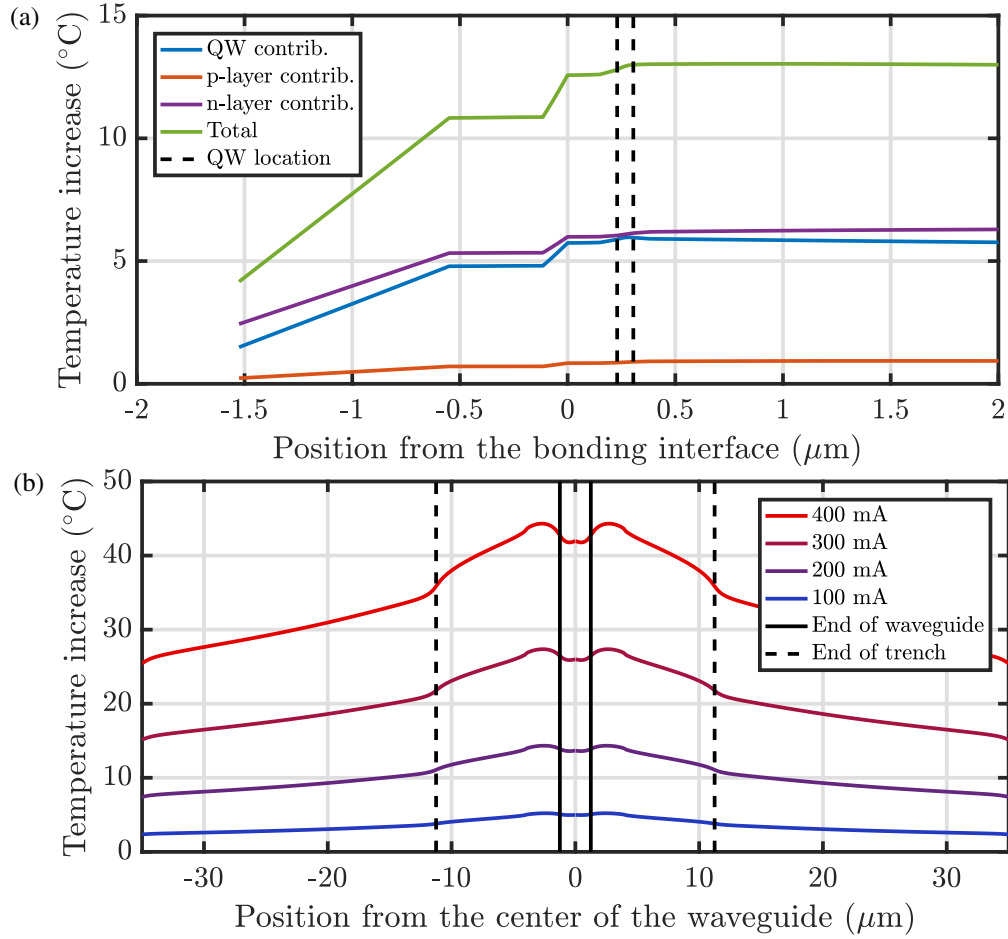 (a)
15
10
5
0
Temperature increase (°C)
QW contrib.
p-layer contrib.
n-layer contrib.
Total
QW location
-2 -1.5 -1 -0.5 0 0.5 1 1.5 2
Position from the bonding interface (μm)
(b)
50
40
30
20
10
0
Temperature increase (°C)
400 mA
300 mA
200 mA
100 mA
End of waveguide
End of trench
-30 -20 -10 0 10 20 30
Position from the center of the waveguide (μm)